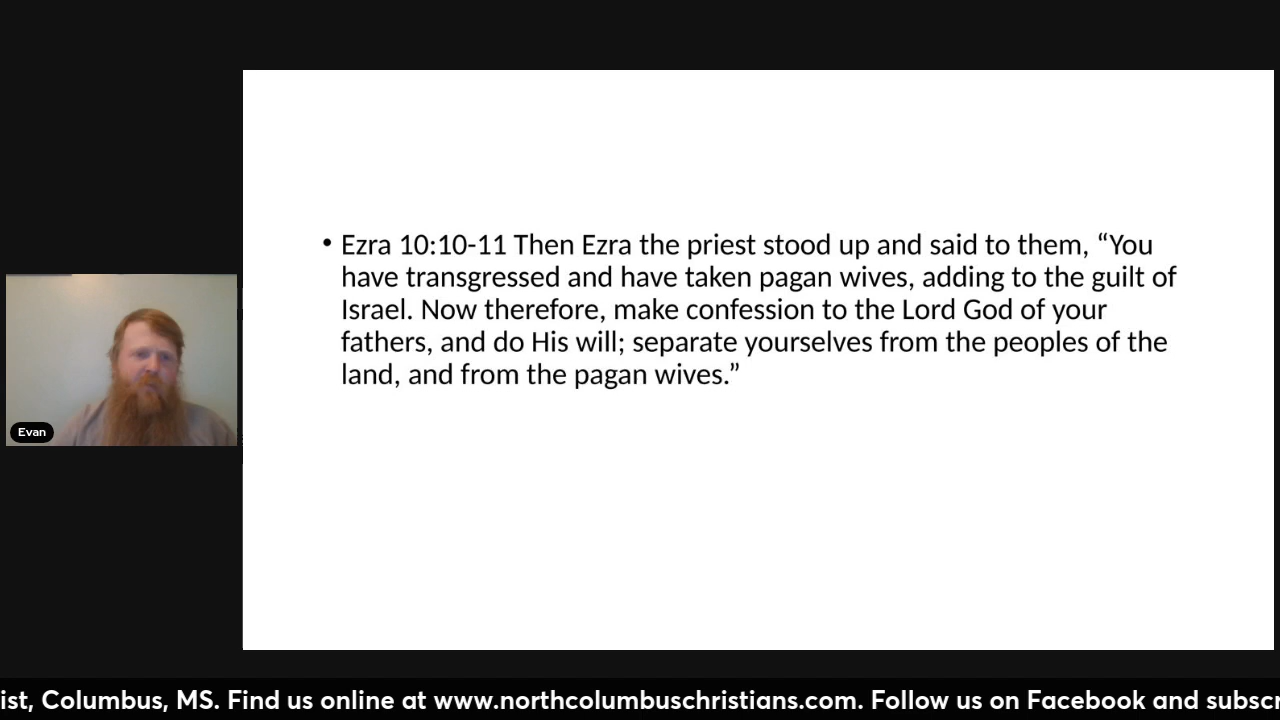 • Ezra 10:10-11 Then Ezra the priest stood up and said to them, “You
have transgressed and have taken pagan wives, adding to the guilt of
Israel. Now therefore, make confession to the Lord God of your
fathers, and do His will; separate yourselves from the peoples of the
land, and from the pagan wives.”
Evan
ist, Columbus, MS. Find us online at www.northcolumbuschristians.com. Follow us on Facebook and subscr